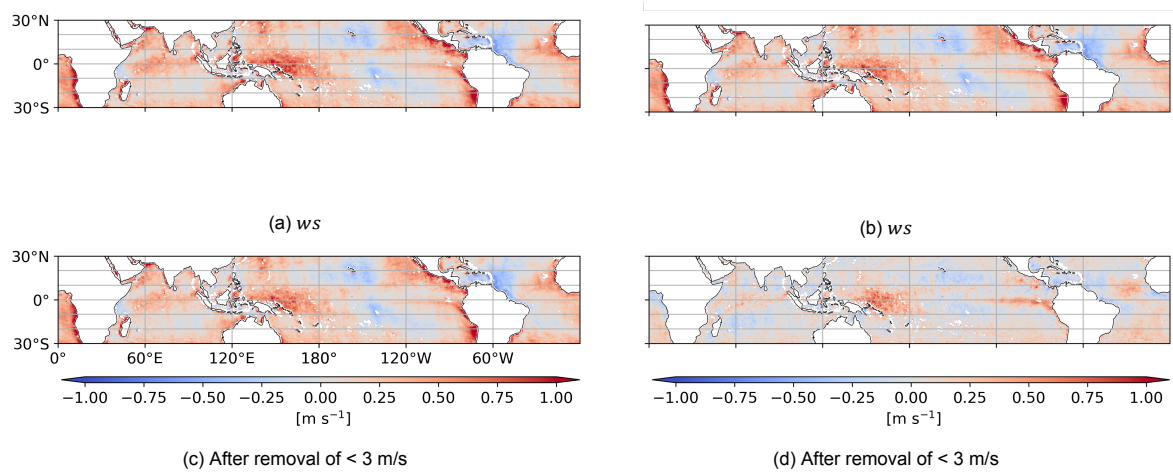 30°N
0°
30°S
(a) ws
(b) ws
30°N
0°
30°S
0° 60°E 120°E 180° 120°W 60°W
−1.00 −0.75 −0.50 −0.25 0.00 0.25 0.50 0.75 1.00
[m s⁻¹]
−1.00 −0.75 −0.50 −0.25 0.00 0.25 0.50 0.75 1.00
[m s⁻¹]
(c) After removal of < 3 m/s
(d) After removal of < 3 m/s